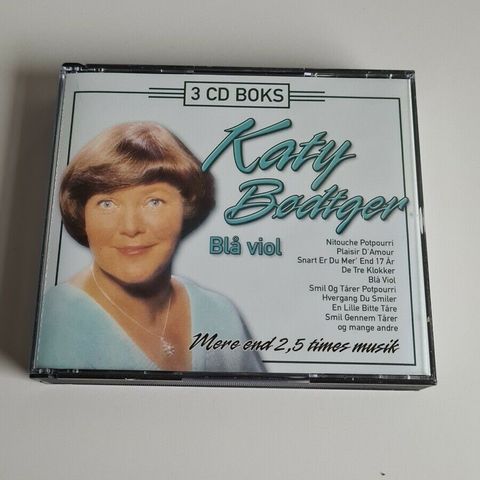 3 CD BOKS
Katy
Bødtger
Blå viol
Nitouche Potpourri
Plaisir D'Amour
Snart Er Du Mer' End 17 År
De Tre Klokker
Blå Viol
Smil Og Tårer Potpourri
Hvergang Du Smiler
En Lille Bitte Tåre
Smil Gennem Tårer
og mange andre
Mere end 2,5 times musik